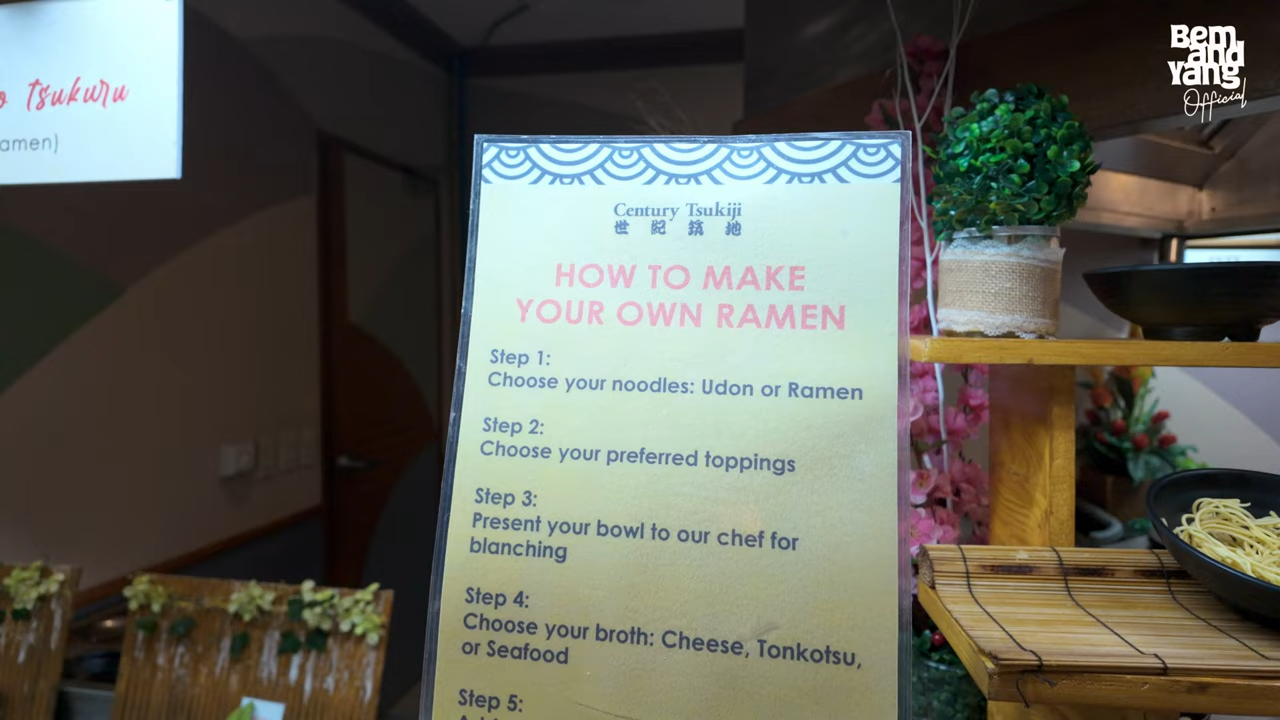 o tsukuru
amen)
Bem
and
Yang
Official
Century Tsukiji
世紀築地
HOW TO MAKE
YOUR OWN RAMEN
Step 1:
Choose your noodles: Udon or Ramen
Step 2:
Choose your preferred toppings
Step 3:
Present your bowl to our chef for
blanching
Step 4:
Choose your broth: Cheese, Tonkotsu,
or Seafood
Step 5: